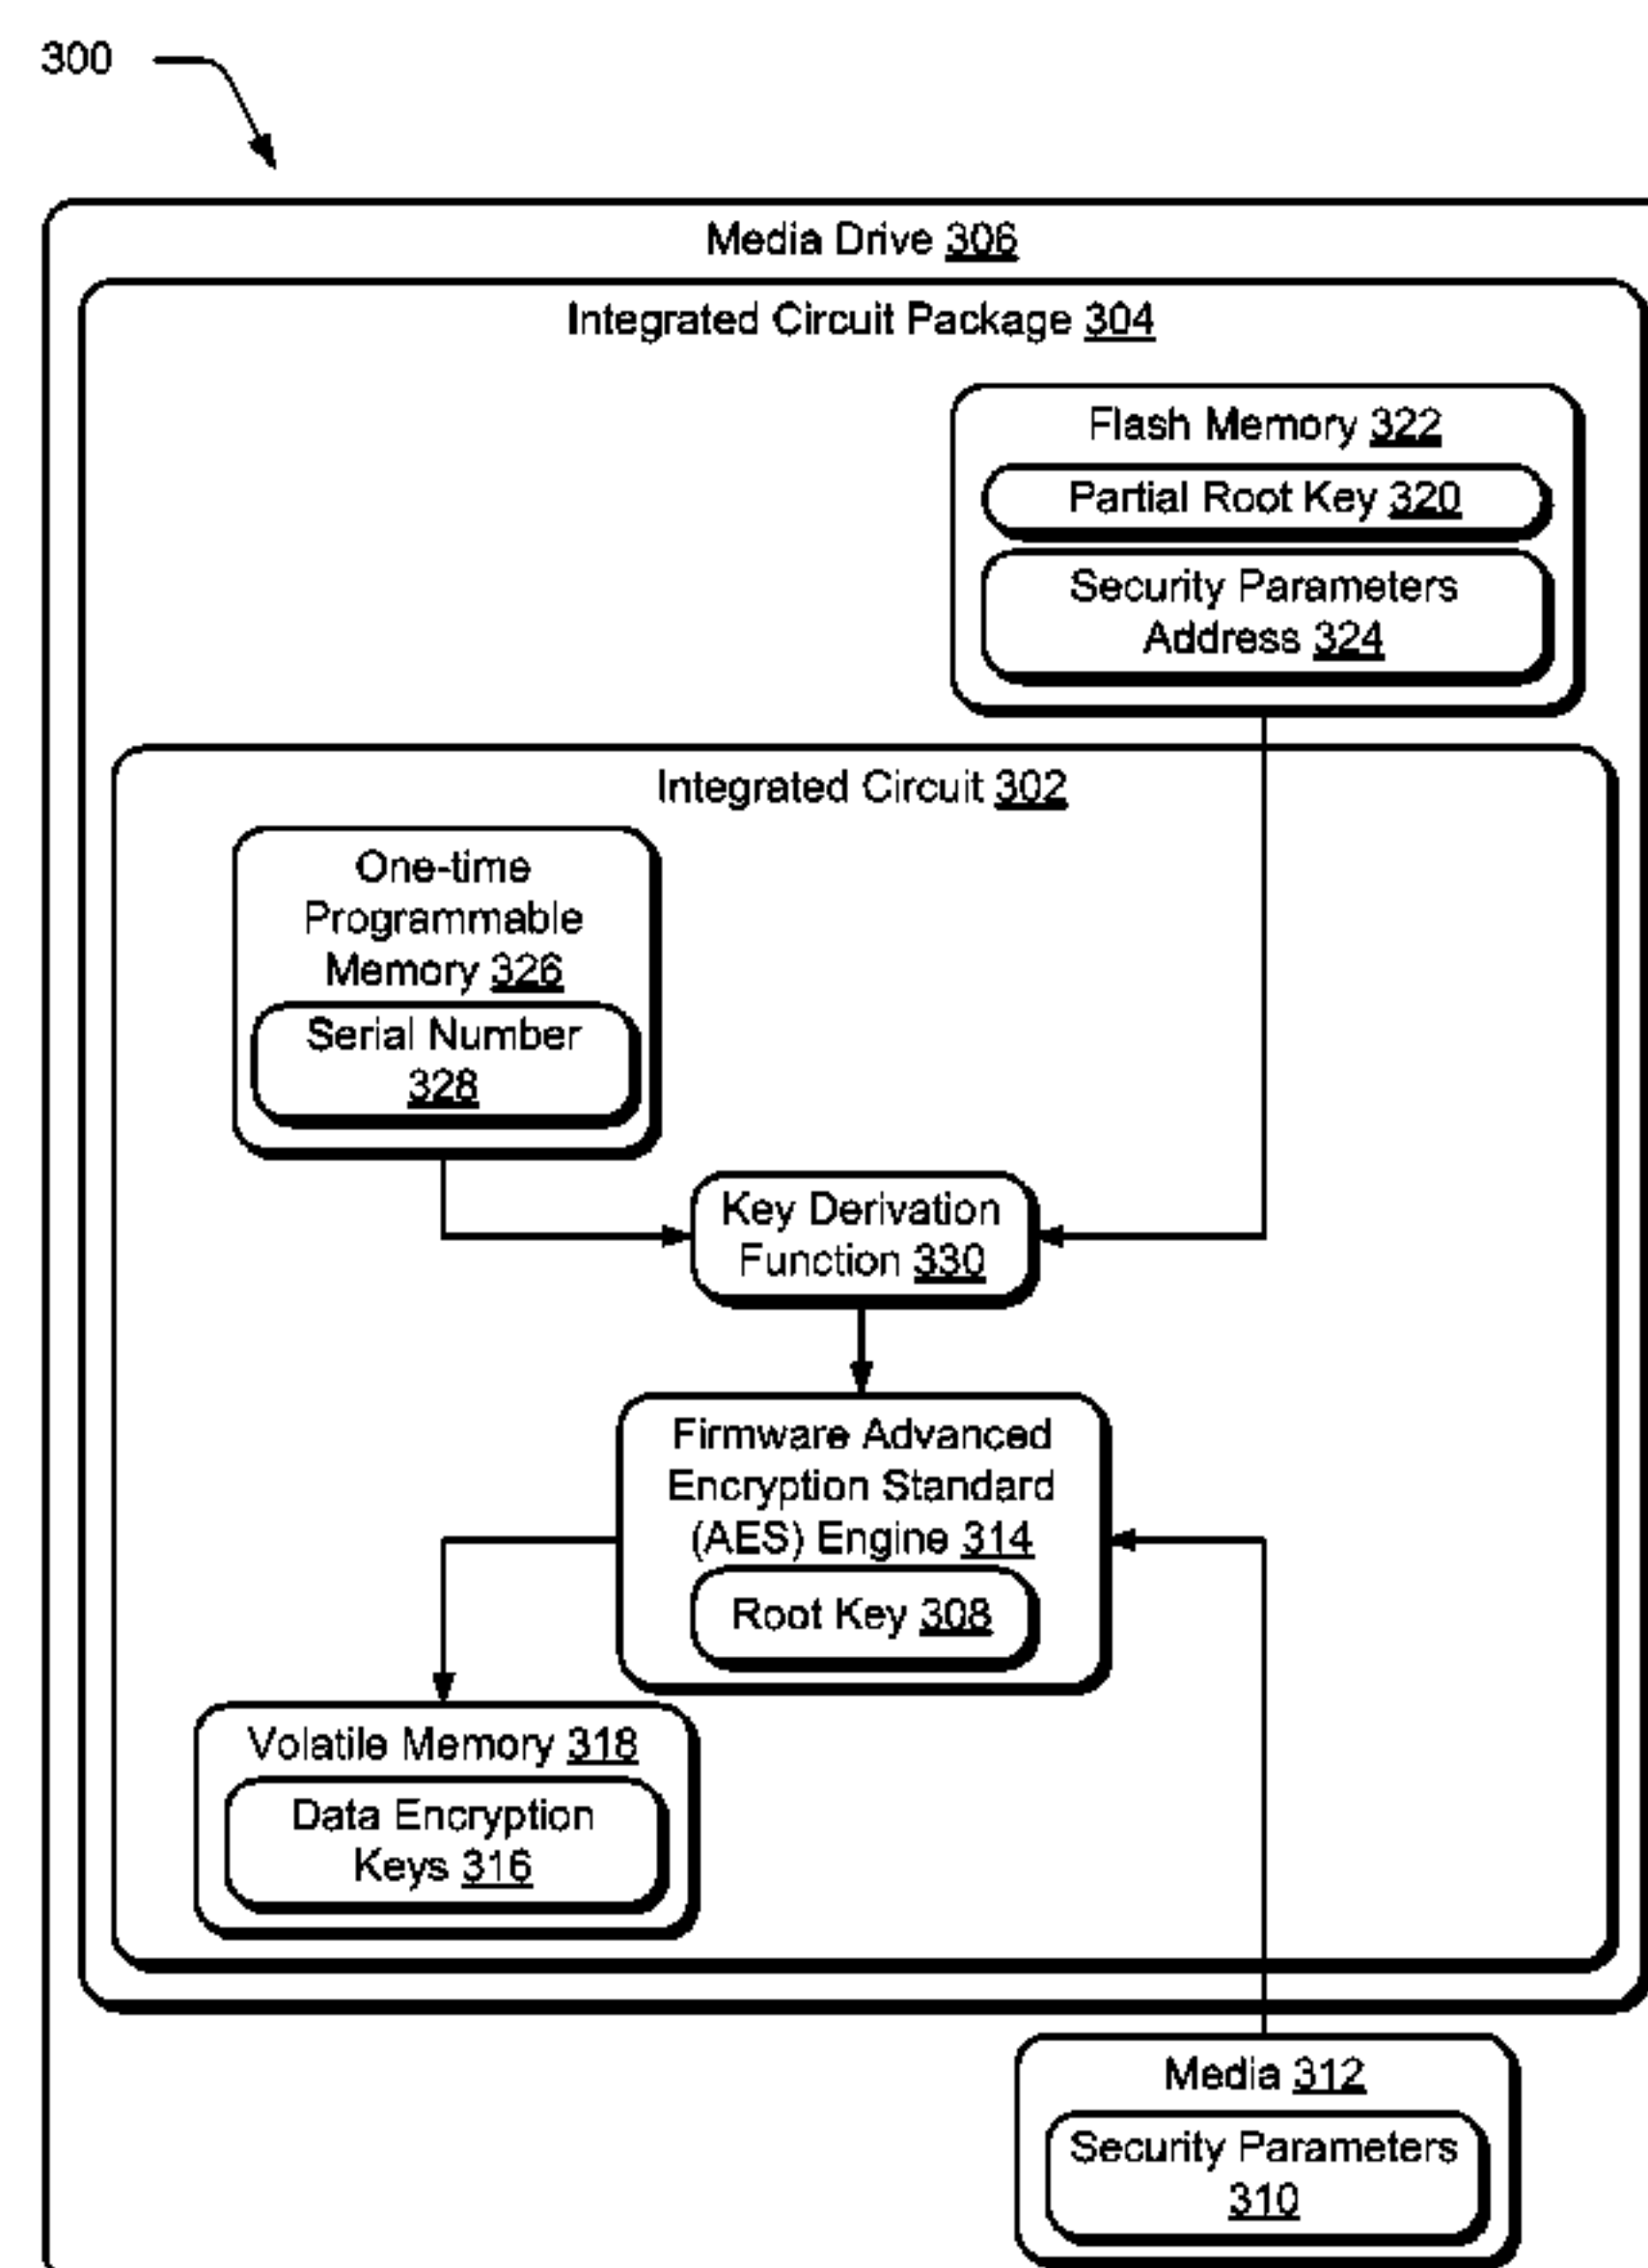 300
Media Drive 306
Integrated Circuit Package 304
Flash Memory 322
Partial Root Key 320
Security Parameters
Address 324
Integrated Circuit 302
One-time
Programmable
Memory 326
Serial Number
328
Key Derivation
Function 330
Firmware Advanced
Encryption Standard
(AES) Engine 314
Root Key 308
Volatile Memory 318
Data Encryption
Keys 316
Media 312
Security Parameters
310